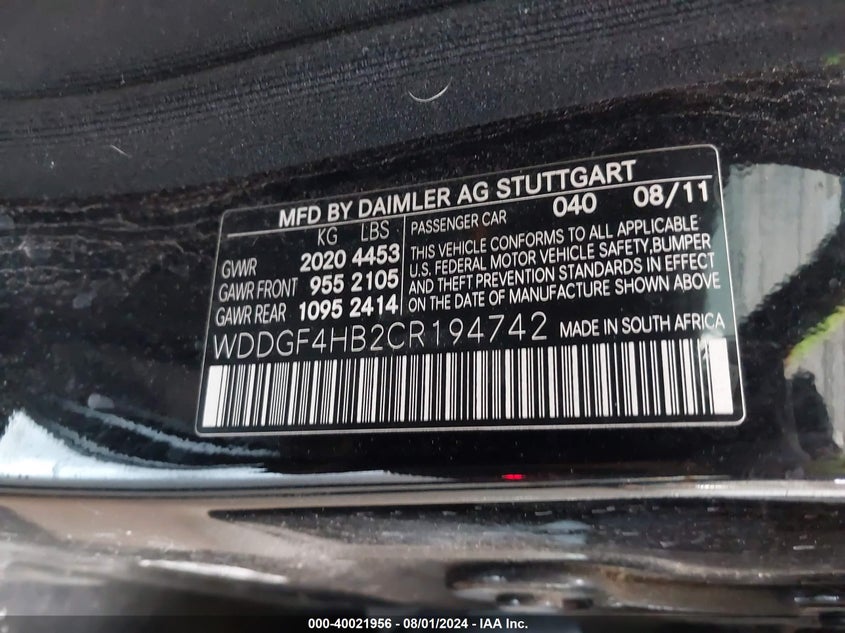 MFD BY DAIMLER AG STUTTGART
KG LBS
GVWR 2020 4453
GAWR FRONT 955 2105
GAWR REAR 1095 2414
PASSENGER CAR 040 08/11
THIS VEHICLE CONFORMS TO ALL APPLICABLE
U.S. FEDERAL MOTOR VEHICLE SAFETY,BUMPER
AND THEFT PREVENTION STANDARDS IN EFFECT
ON THE DATE OF MANUFACTURE SHOWN ABOVE
WDDGF4HB2CR194742 MADE IN SOUTH AFRICA
000-40021956 - 08/01/2024 - IAA Inc.